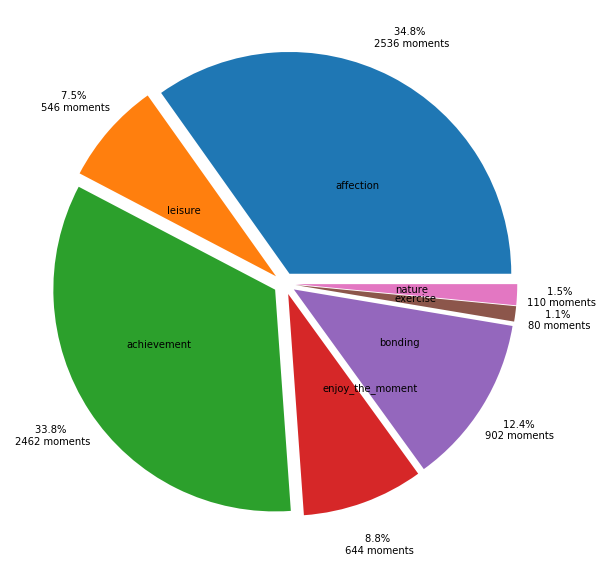 34.8%
2536 moments
7.5%
546 moments
affection
leisure
nature
1.5%
110 moments
exercise
1.1%
80 moments
achievement
bonding
enjoy_the_moment
33.8%
2462 moments
12.4%
902 moments
8.8%
644 moments